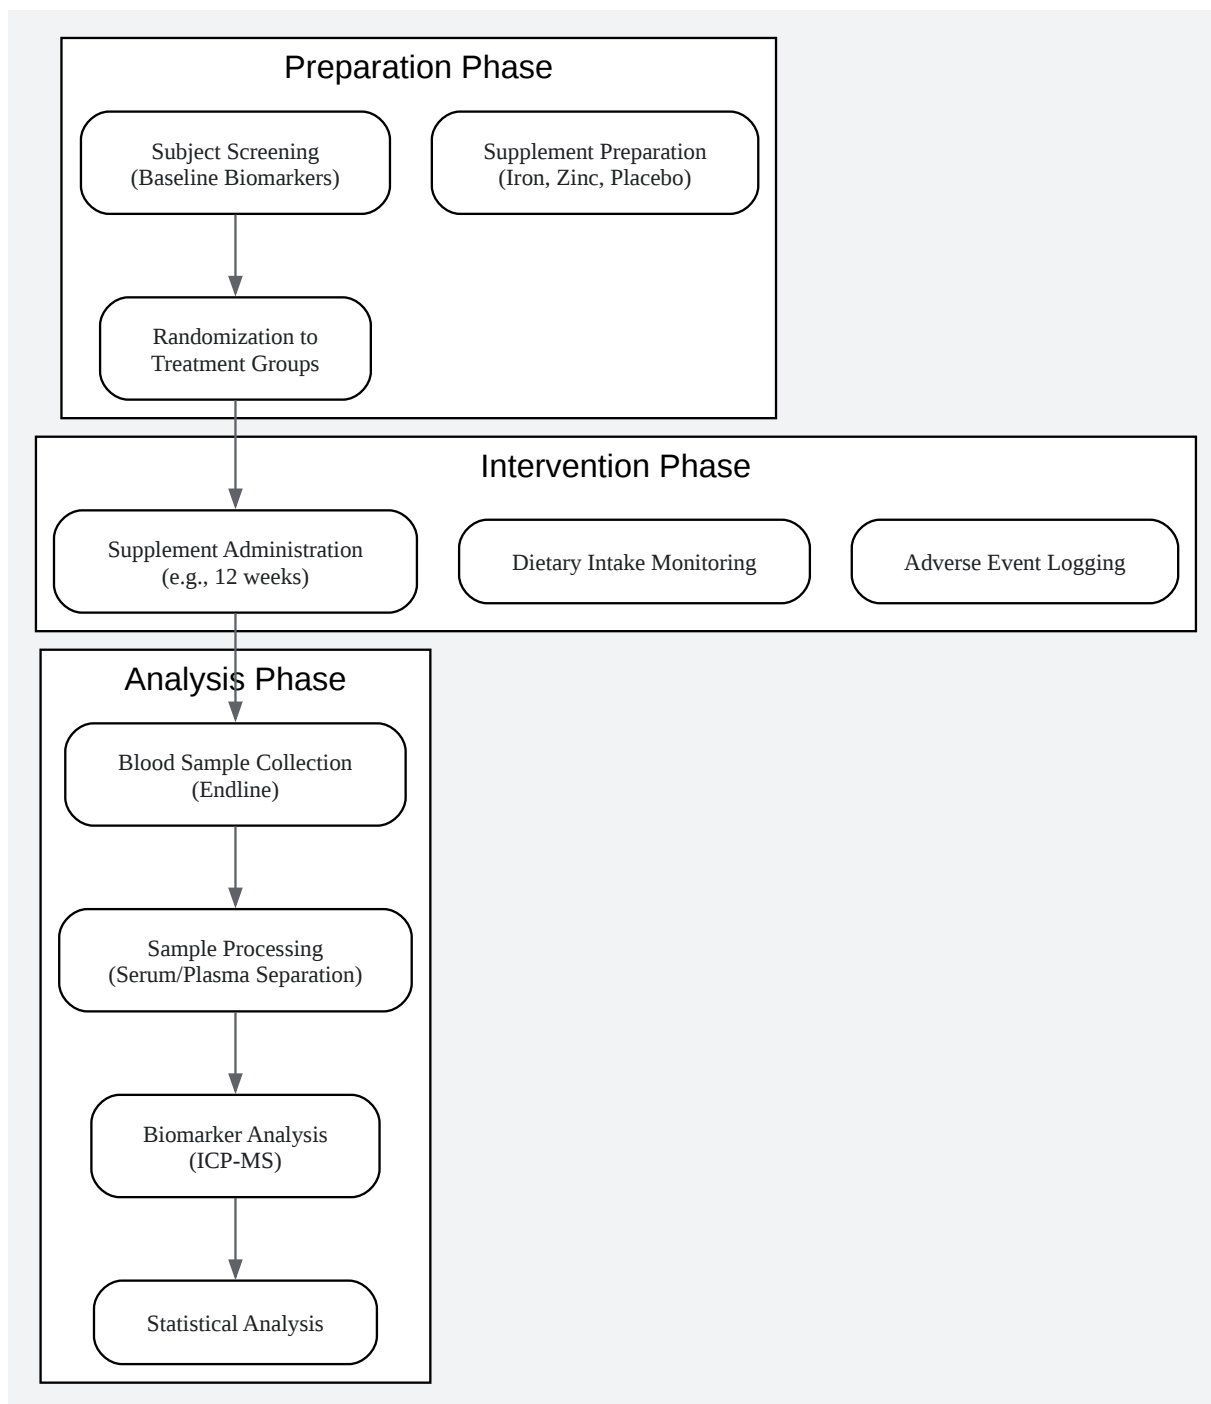 Preparation Phase
Subject Screening
(Baseline Biomarkers)
Supplement Preparation
(Iron, Zinc, Placebo)
Randomization to
Treatment Groups
Intervention Phase
Supplement Administration
(e.g., 12 weeks)
Dietary Intake Monitoring
Adverse Event Logging
Analysis Phase
Blood Sample Collection
(Endline)
Sample Processing
(Serum/Plasma Separation)
Biomarker Analysis
(ICP-MS)
Statistical Analysis